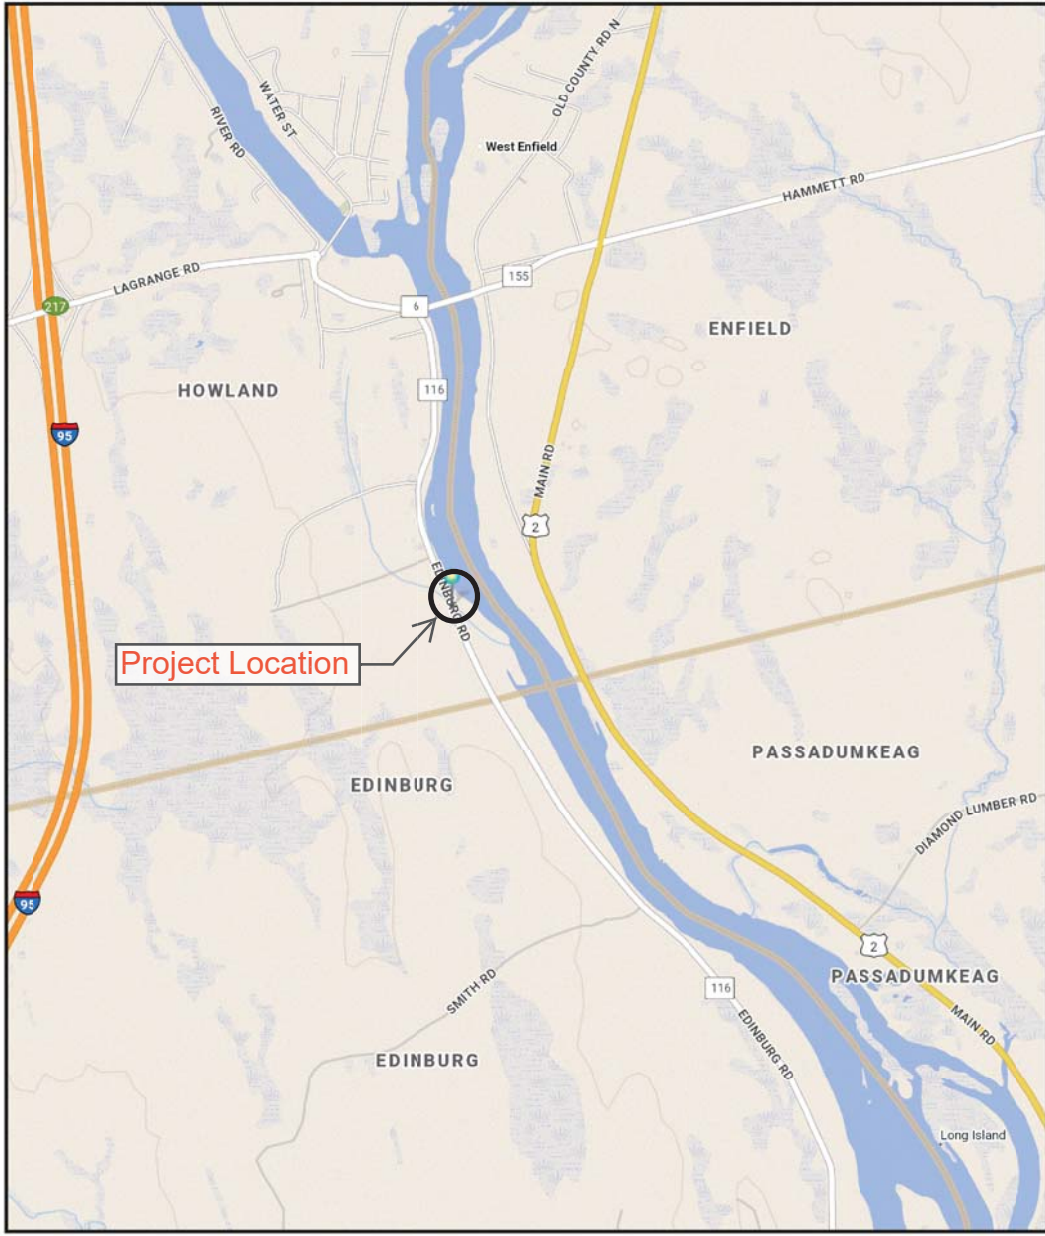 OLD COUNTY RD N
WATER ST
RIVER RD
West Enfield
HAMMETT RD
LAGRANGE RD
155
217
6
ENFIELD
HOWLAND
116
95
MAIN RD
2
EDINBURG RD
Project Location
PASSADUMKEAG
EDINBURG
DIAMOND LUMBER RD
95
2
PASSADUMKEAG
SMITH RD
116
MAIN RD
EDINBURG RD
EDINBURG
Long Island